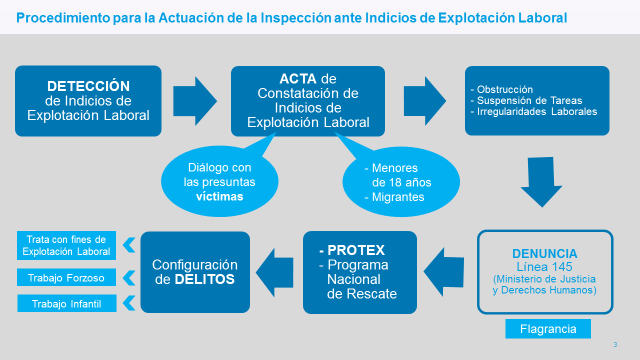 Procedimiento para la Actuación de la Inspección ante Indicios de Explotación Laboral
DETECCIÓN
de Indicios de
Explotación Laboral
ACTA de
Constatación de
Indicios de
Explotación Laboral
- Obstrucción
- Suspensión de Tareas
- Irregularidades Laborales
Diálogo con
las presuntas
víctimas
- Menores
de 18 años
- Migrantes
DENUNCIA
Línea 145
(Ministerio de Justicia
y Derechos Humanos)
Flagrancia
- PROTEX
- Programa
Nacional
de Rescate
Configuración
de DELITOS
Trata con fines de
Explotación Laboral
Trabajo Forzoso
Trabajo Infantil
3